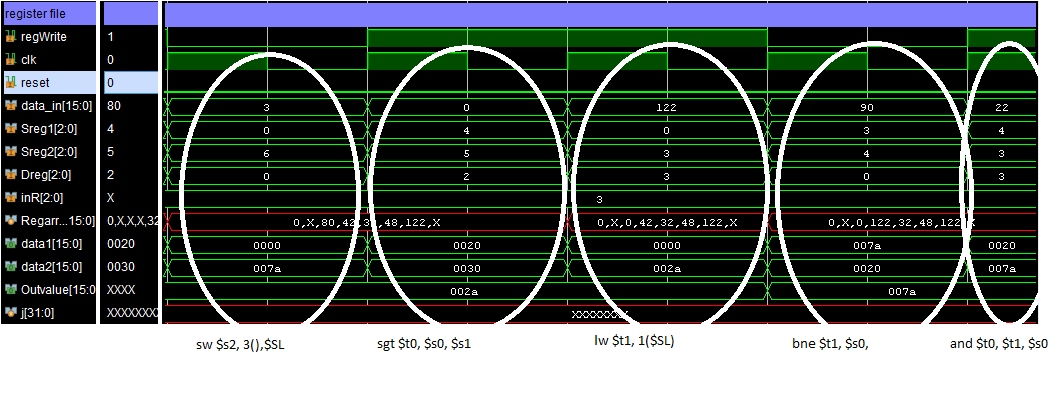 register file
regWrite 1
clk 0
reset 0
data_in[15:0] 80 3 0 122 90 22
Sreg1[2:0] 4 0 4 0 3 4
Sreg2[2:0] 5 6 5 3 4 3
Dreg[2:0] 2 0 2 3 0 3
inR[2:0] X 3
Regarr...15:0] 0,X,X,X,32 0,X,80,42,32,48,122,X 0,X,0,42,32,48,122,X 0,X,0,122,32,48,122,X
data1[15:0] 0020 0000 0020 0000 007a 0020
data2[15:0] 0030 007a 0030 002a 0020 007a
Outvalue[15:0 XXXX 002a 007a
j[31:0] XXXXXXXX XXXXXXXX
sw $s2, 3(),$SL sgt $t0, $s0, $s1 lw $t1, 1($SL) bne $t1, $s0, and $t0, $t1, $s0